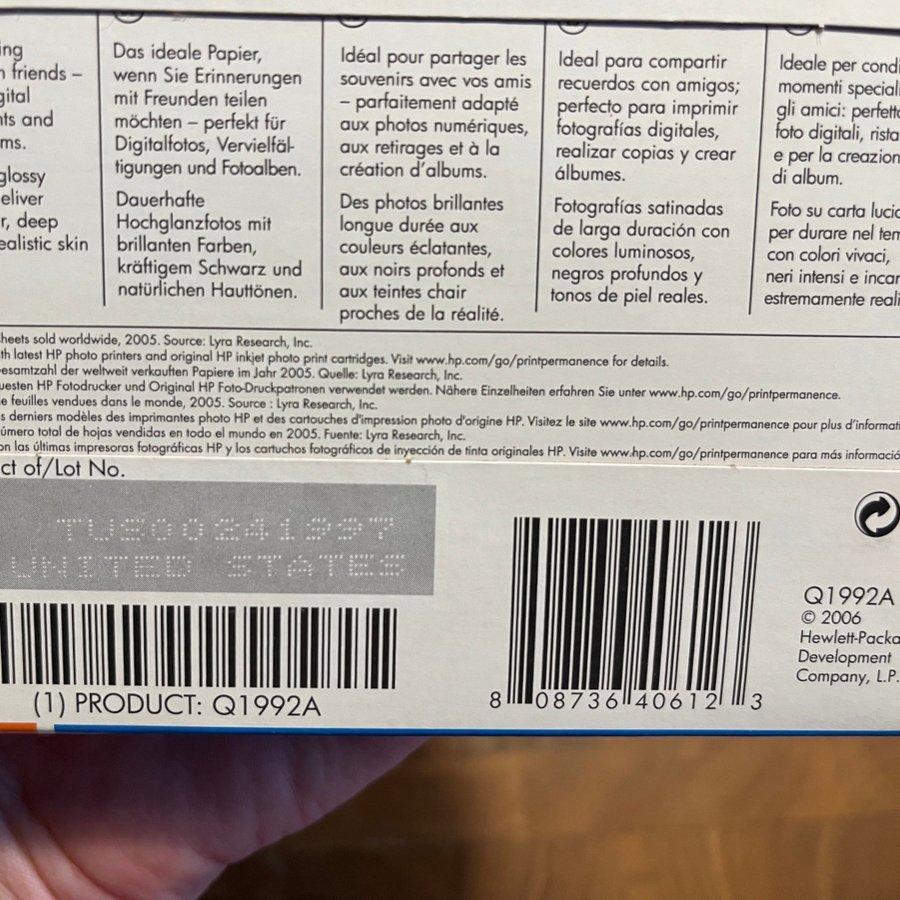 ing
friends –
gital
nts and
ms.
glossy
eliver
r, deep
ealistic skin
Das ideale Papier,
wenn Sie Erinnerungen
mit Freunden teilen
möchten – perfekt für
Digitalfotos, Vervielfäl-
tigungen und Fotoalben.
Dauerhafte
Hochglanzfotos mit
brillanten Farben,
kräftigem Schwarz und
natürlichen Hauttönen.
Idéal pour partager les
souvenirs avec vos amis
– parfaitement adapté
aux photos numériques,
aux retirages et à la
création d'albums.
Des photos brillantes
longue durée aux
couleurs éclatantes,
aux noirs profonds et
aux teintes chair
proches de la réalité.
Ideal para compartir
recuerdos con amigos;
perfecto para imprimir
fotografías digitales,
realizar copias y crear
álbumes.
Fotografías satinadas
de larga duración con
colores luminosos,
negros profundos y
tonos de piel reales.
Ideale per condi
momenti speciali
gli amici: perfetto
foto digitali, rista
e per la creazion
di album.
Foto su carta lucid
per durare nel tem
con colori vivaci,
neri intensi e incar
estremamente reali
heets sold worldwide, 2005. Source: Lyra Research, Inc.
th latest HP photo printers and original HP inkjet photo print cartridges. Visit www.hp.com/go/printpermanence for details.
esamtzahl der weltweit verkauften Papiere im Jahr 2005. Quelle: Lyra Research, Inc.
uesten HP Fotodrucker und Original HP Foto-Druckpatronen verwendet werden. Nähere Einzelheiten erfahren Sie unter www.hp.com/go/printpermanence.
e feuilles vendues dans le monde, 2005. Source : Lyra Research, Inc.
s derniers modèles des imprimantes photo HP et des cartouches d'impression photo d'origine HP. Visitez le site www.hp.com/go/printpermanence pour plus d'informati
úmero total de hojas vendidas en todo el mundo en 2005. Fuente: Lyra Research, Inc.
on las últimas impresoras fotográficas HP y los cartuchos fotográficos de inyección de tinta originales HP. Visite www.hp.com/go/printpermanence para más informació
ct of/Lot No.
UNITED STATES
(1) PRODUCT: Q1992A
8 08736 40612 3
Q1992A
© 2006
Hewlett-Packa
Development
Company, L.P.